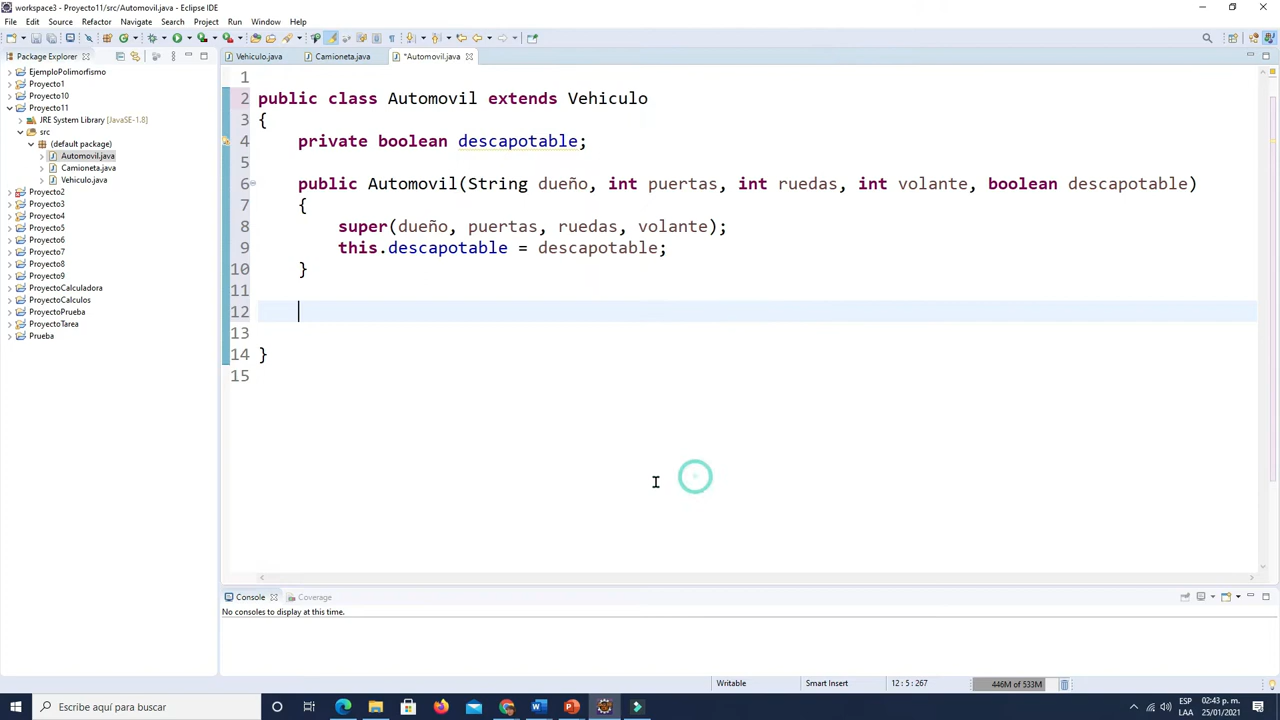 workspace3 - Proyecto11/src/Automovil.java - Eclipse IDE
File Edit Source Refactor Navigate Search Project Run Window Help
Package Explorer
Vehiculo.java
Camioneta.java
*Automovil.java
EjemploPolimorfismo
Proyecto1
Proyecto10
Proyecto11
JRE System Library [JavaSE-1.8]
src
(default package)
Automovil.java
Camioneta.java
Vehiculo.java
Proyecto2
Proyecto3
Proyecto4
Proyecto5
Proyecto6
Proyecto7
Proyecto8
Proyecto9
ProyectoCalculadora
ProyectoCalculos
ProyectoPrueba
ProyectoTarea
Prueba
1
2 public class Automovil extends Vehiculo
3 {
4 private boolean descapotable;
5
6 public Automovil(String dueño, int puertas, int ruedas, int volante, boolean descapotable)
7 {
8 super(dueño, puertas, ruedas, volante);
9 this.descapotable = descapotable;
10 }
11
12
13
14 }
15
Console Coverage
No consoles to display at this time.
Writable Smart Insert 12 : 5 : 267 446M of 533M
Escribe aquí para buscar
ESP 02:43 p. m.
LAA 25/01/2021